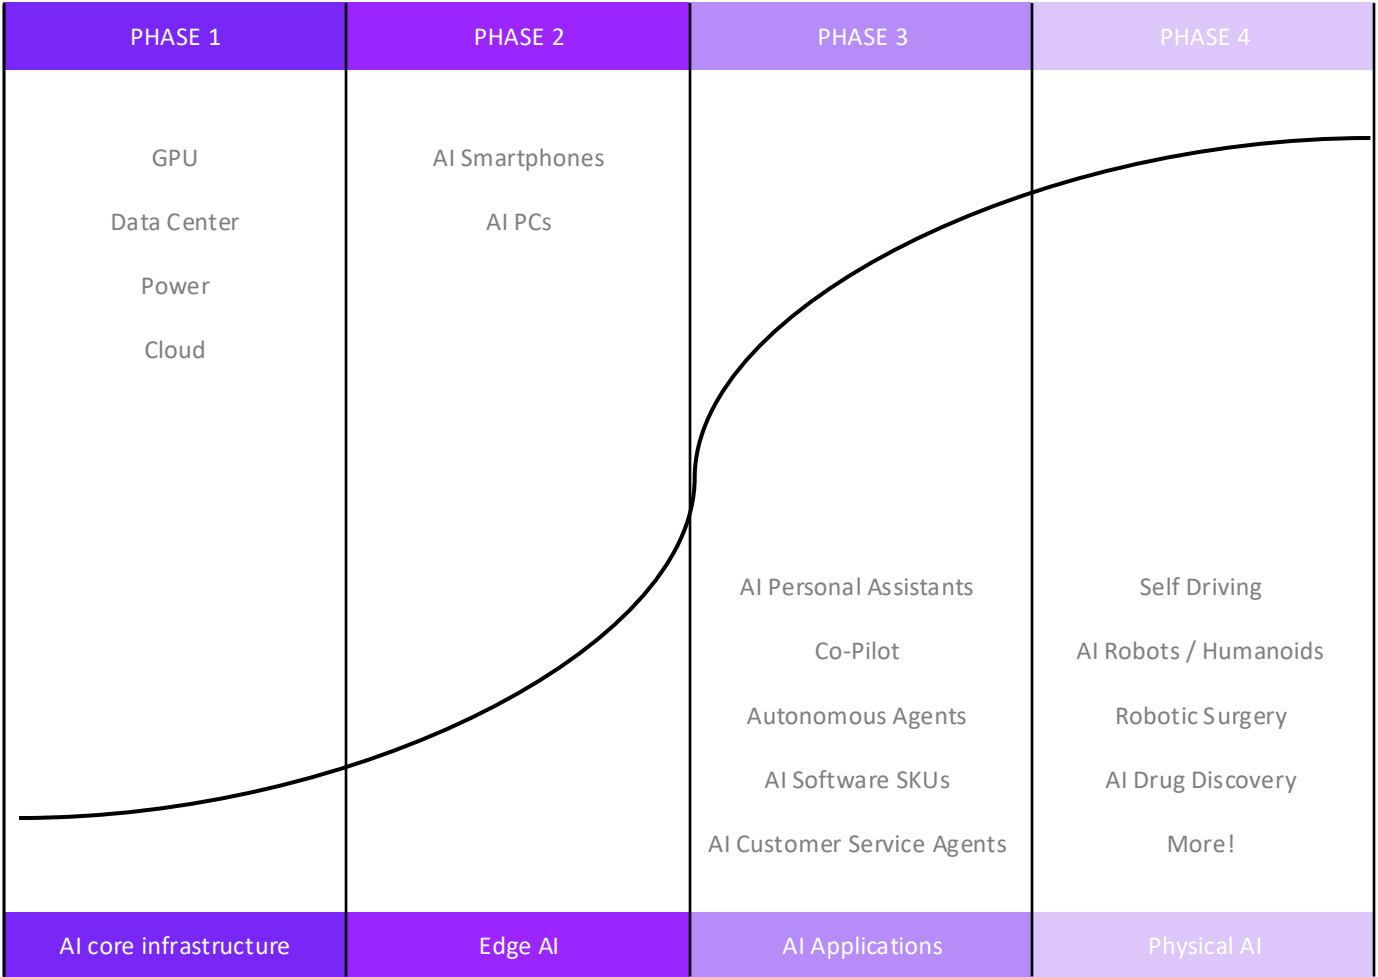 PHASE 1
PHASE 2
PHASE 3
PHASE 4
GPU
Data Center
Power
Cloud
AI Smartphones
AI PCs
AI Personal Assistants
Co-Pilot
Autonomous Agents
AI Software SKUs
AI Customer Service Agents
Self Driving
AI Robots / Humanoids
Robotic Surgery
AI Drug Discovery
More!
AI core infrastructure
Edge AI
AI Applications
Physical AI